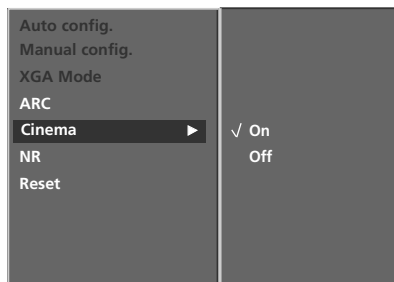 Auto config.
Manual config.
XGA Mode
ARC
Cinema ▶
NR
Reset
√ On
Off